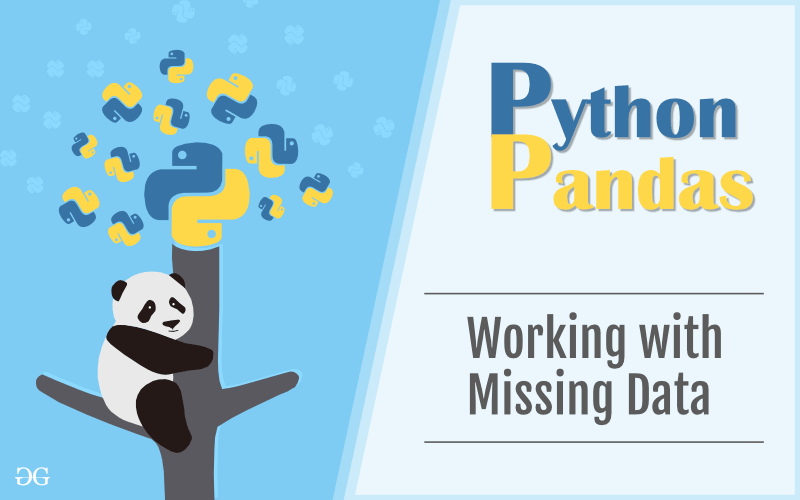 Python
Pandas
Working with
Missing Data
GG